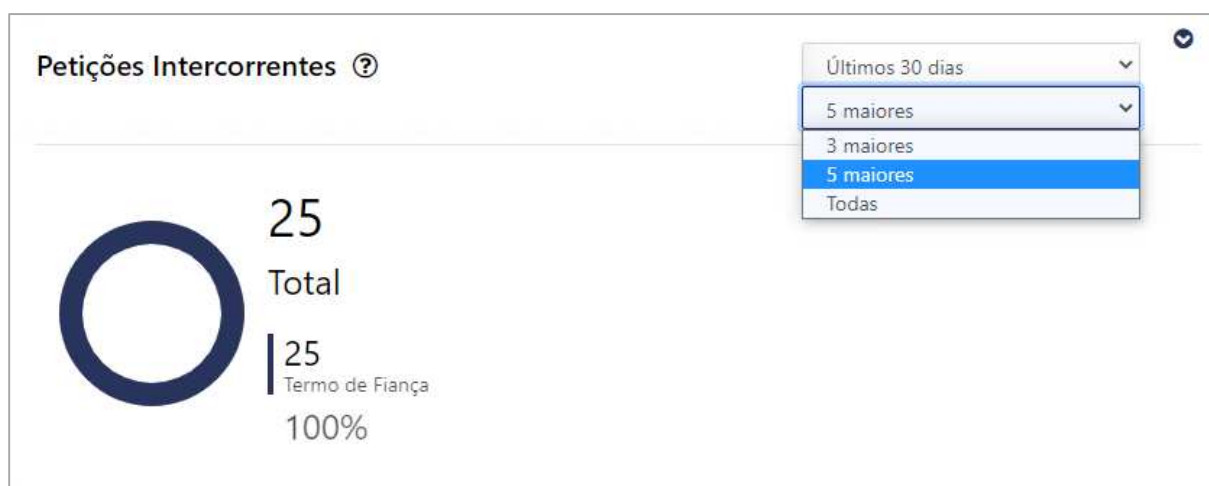 Petições Intercorrentes ?
Últimos 30 dias
5 maiores
3 maiores
5 maiores
Todas
25
Total
25
Termo de Fiança
100%